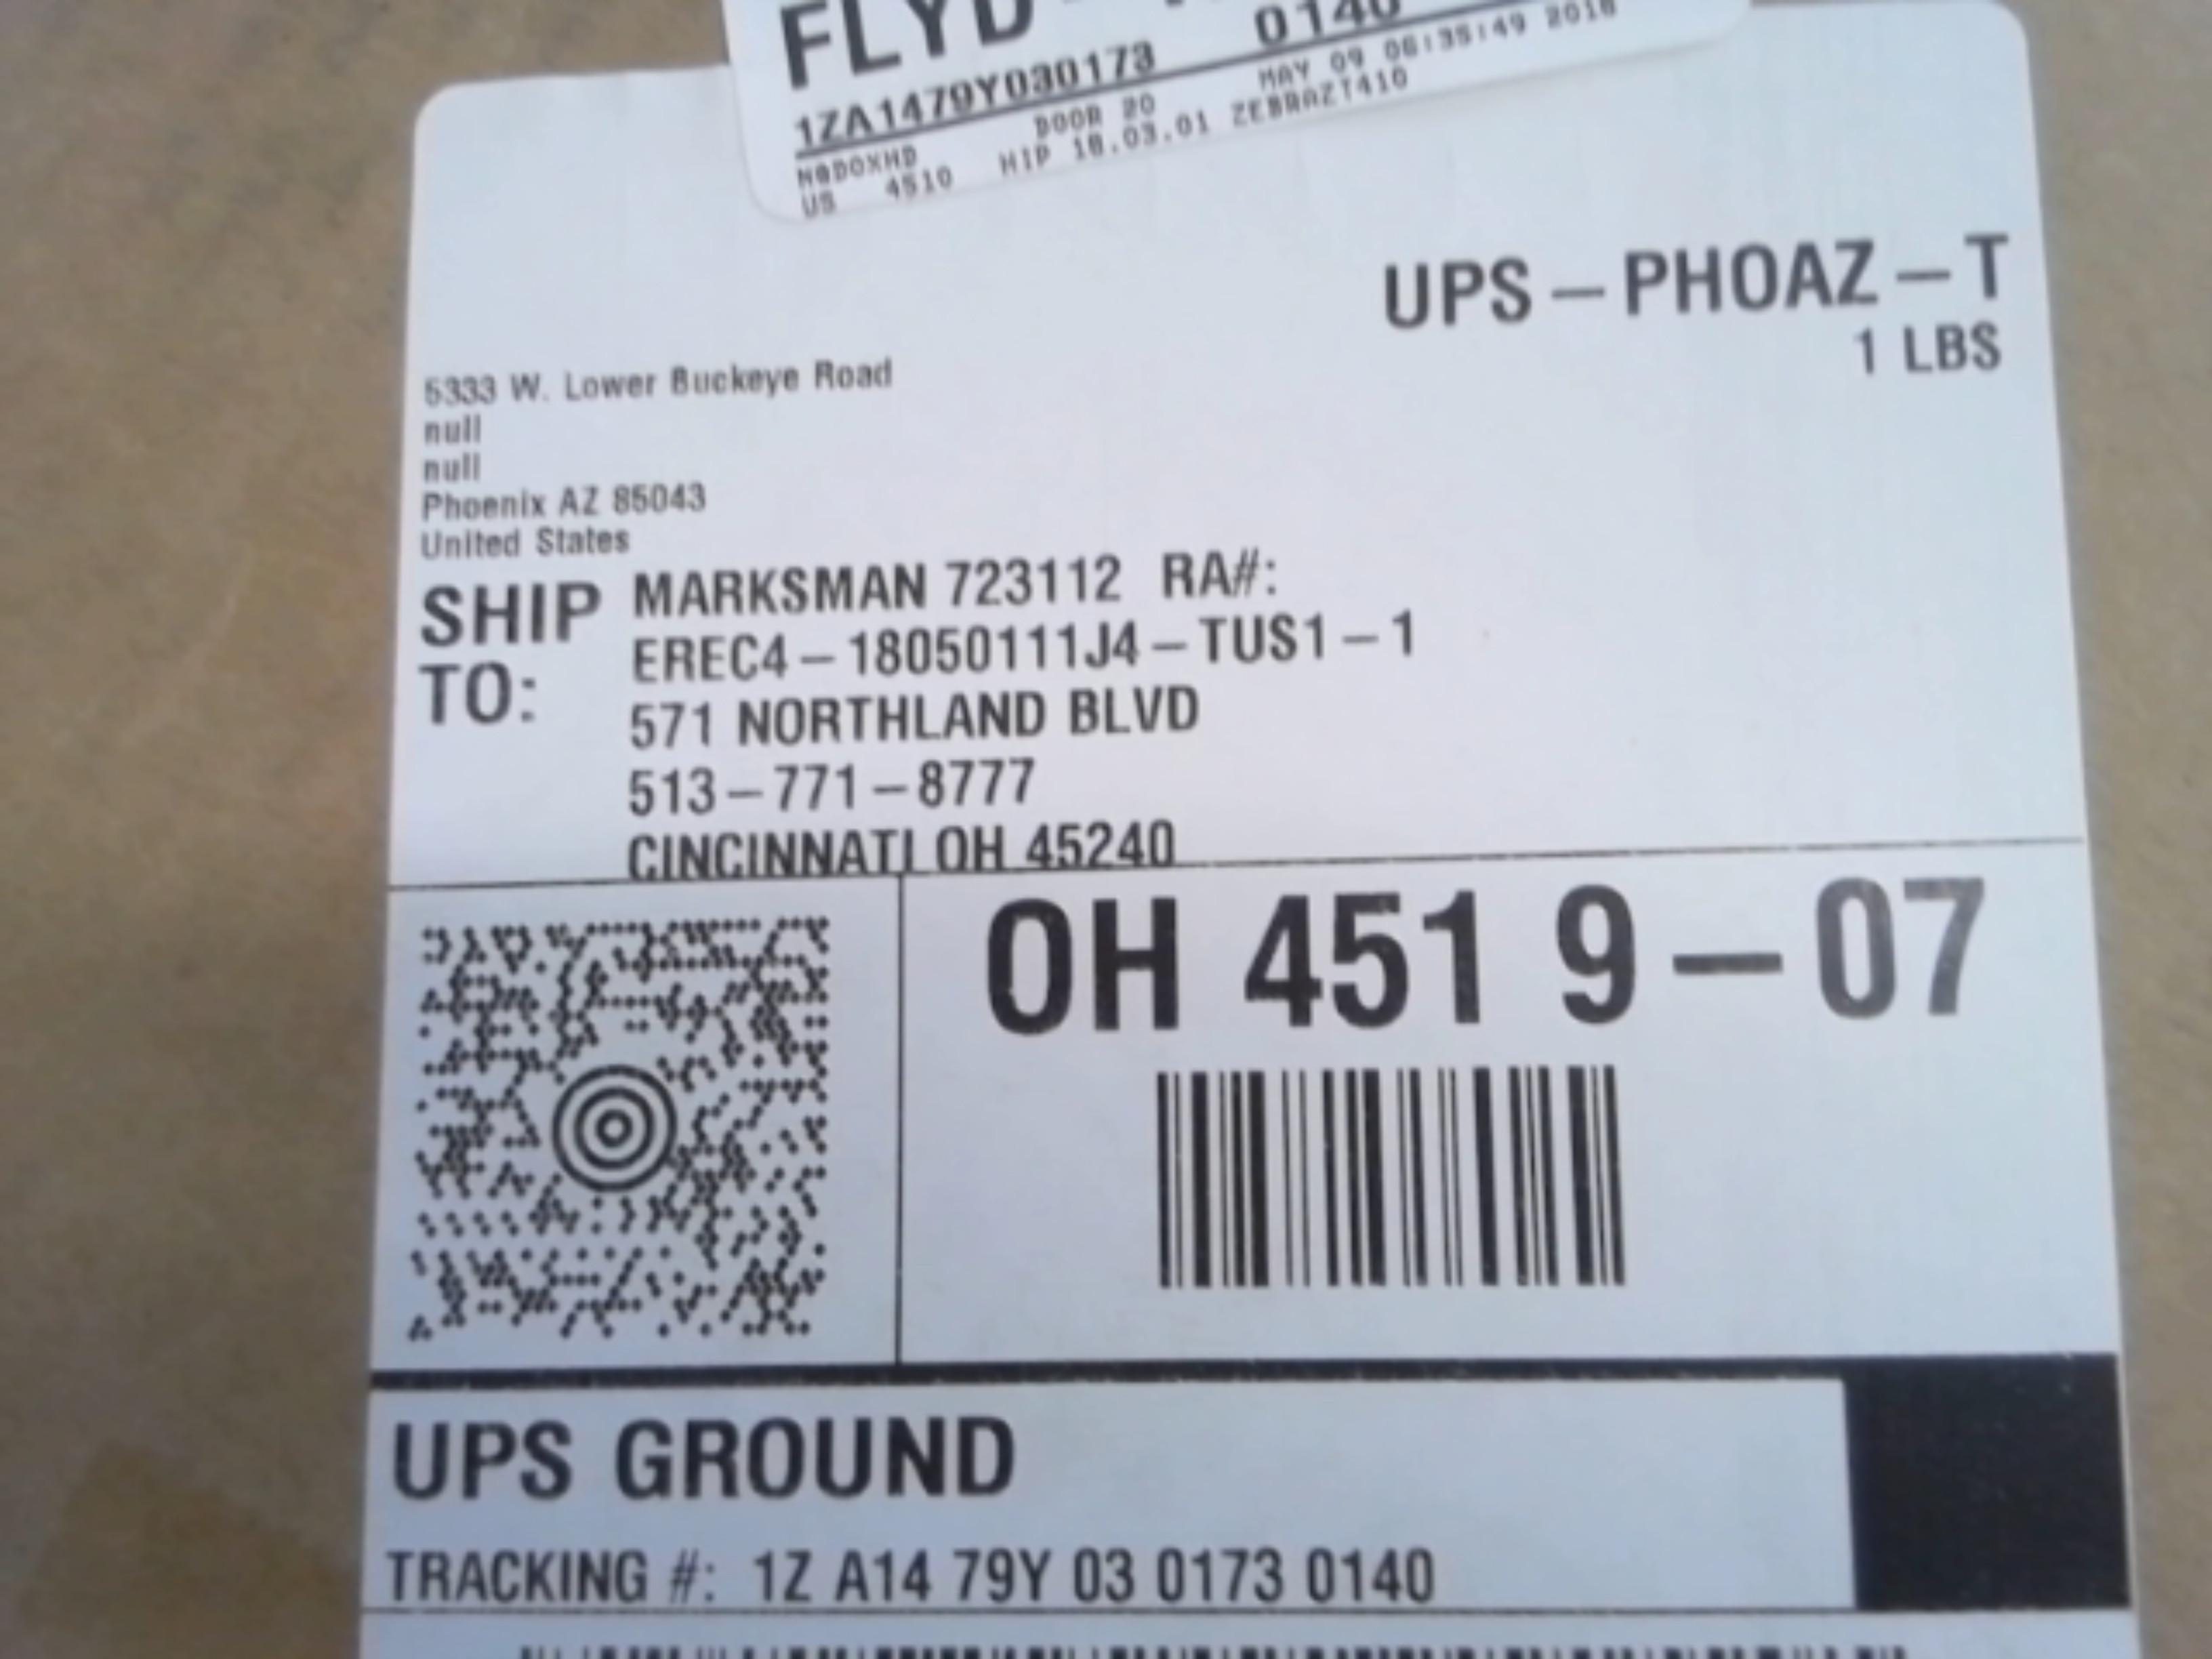 FLYD
0140
1ZA1479Y030173
DOOR 20 MAY 09 06:35:49 2018
US 4510 HIP 18.03.01 ZEBRAZT410
UPS – PHOAZ – T
1 LBS
5333 W. Lower Buckeye Road
null
null
Phoenix AZ 85043
United States
SHIP TO:
MARKSMAN 723112 RA#:
EREC4 – 18050111J4 – TUS1 – 1
571 NORTHLAND BLVD
513 – 771 – 8777
CINCINNATI OH 45240
OH 451 9 – 07
UPS GROUND
TRACKING #: 1Z A14 79Y 03 0173 0140